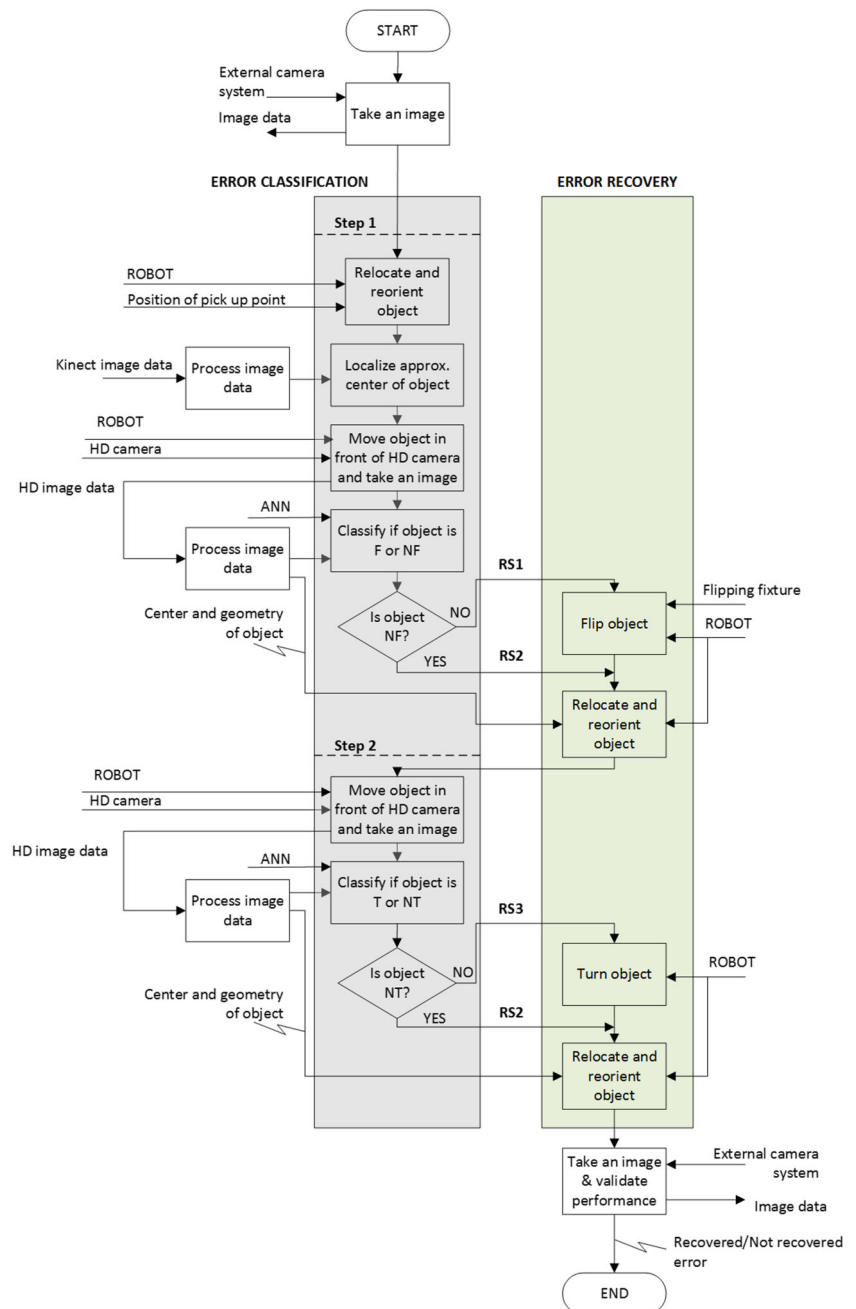 START
External camera
system
Image data
Take an image
ERROR CLASSIFICATION
ERROR RECOVERY
Step 1
ROBOT
Position of pick up point
Relocate and
reorient
object
Kinect image data
Process image
data
Localize approx.
center of object
ROBOT
HD camera
Move object in
front of HD camera
and take an image
HD image data
ANN
Classify if object is
F or NF
Process image
data
RS1
Flipping fixture
Center and geometry
of object
Is object
NF?
NO
Flip object
ROBOT
YES
RS2
Relocate and
reorient
object
Step 2
ROBOT
HD camera
Move object in
front of HD camera
and take an image
HD image data
ANN
Classify if object is
T or NT
Process image
data
RS3
Is object
NT?
NO
Turn object
ROBOT
Center and geometry
of object
YES
RS2
Relocate and
reorient
object
Take an image
& validate
performance
External camera
system
Image data
Recovered/Not recovered
error
END